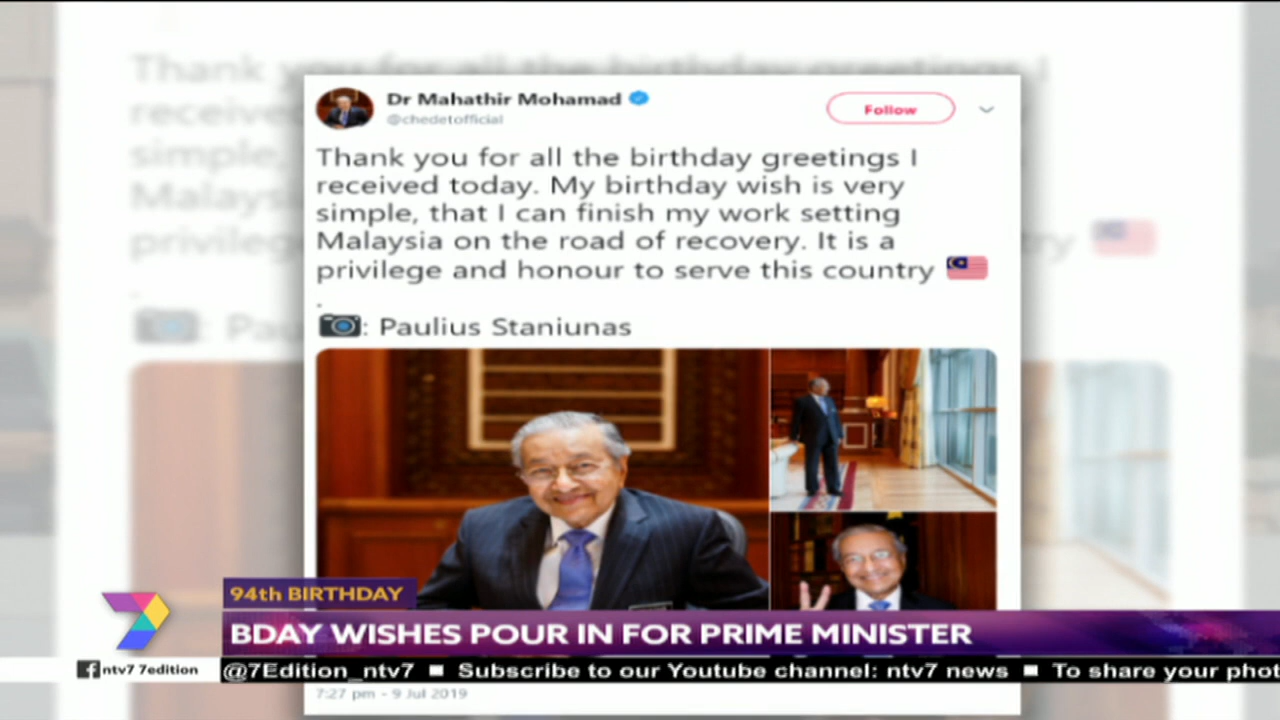 Dr Mahathir Mohamad
@chedetofficial
Follow
Thank you for all the birthday greetings I
received today. My birthday wish is very
simple, that I can finish my work setting
Malaysia on the road of recovery. It is a
privilege and honour to serve this country
.
: Paulius Staniunas
94th BIRTHDAY
BDAY WISHES POUR IN FOR PRIME MINISTER
ntv7 7edition
@7Edition_ntv7 ■ Subscribe to our Youtube channel: ntv7 news ■ To share your phot
7:27 pm - 9 Jul 2019